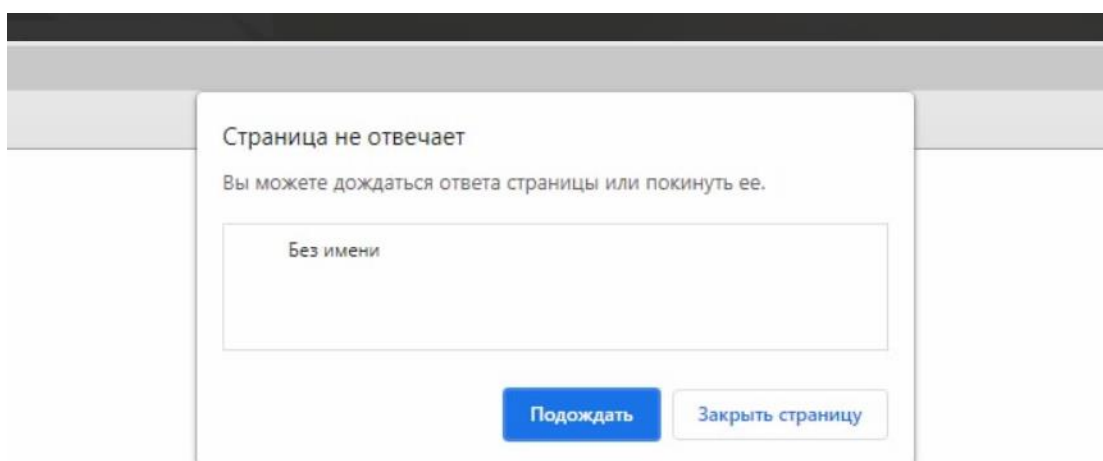 Страница не отвечает
Вы можете дождаться ответа страницы или покинуть ее.
Без имени
Подождать
Закрыть страницу